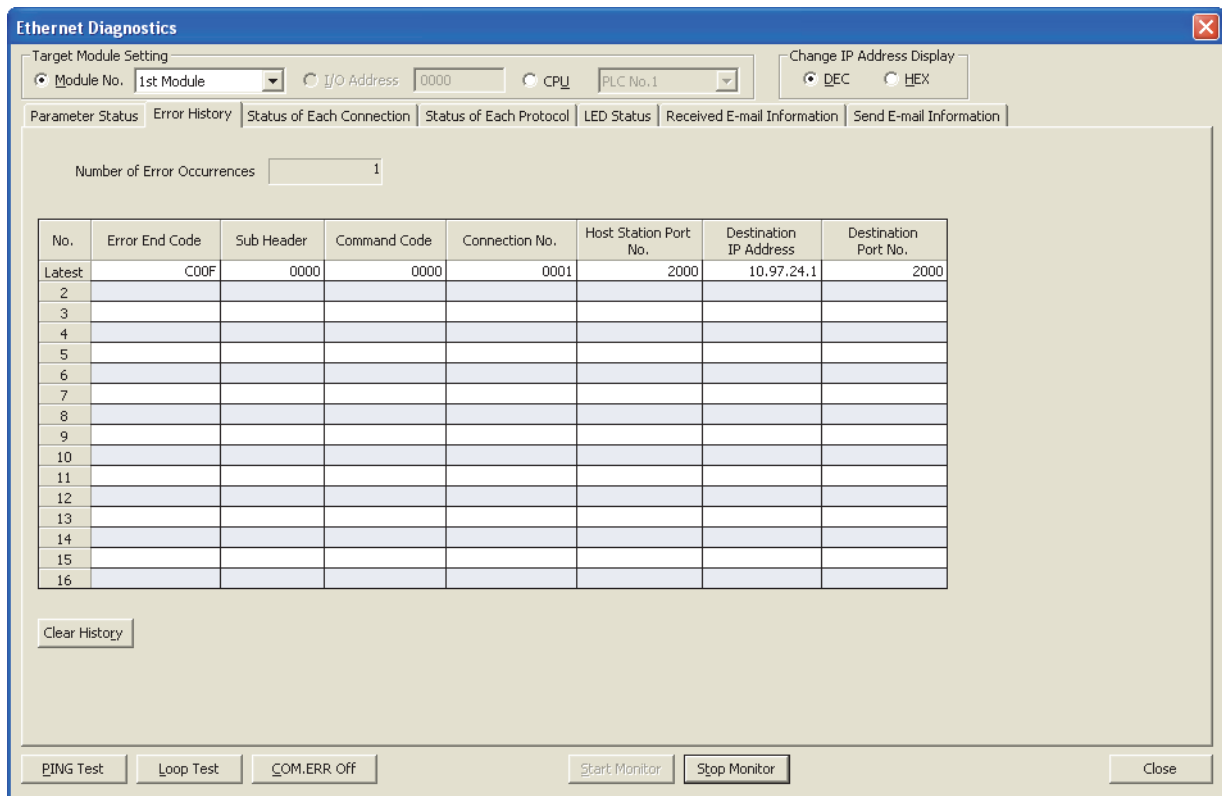 Ethernet Diagnostics
Target Module Setting
Module No. 1st Module I/O Address 0000 CPU PLC No.1
Change IP Address Display
DEC HEX
Parameter Status Error History Status of Each Connection Status of Each Protocol LED Status Received E-mail Information Send E-mail Information
Number of Error Occurrences 1
No. Error End Code Sub Header Command Code Connection No. Host Station Port No. Destination IP Address Destination Port No.
Latest C00F 0000 0000 0001 2000 10.97.24.1 2000
2
3
4
5
6
7
8
9
10
11
12
13
14
15
16
Clear History
PING Test Loop Test COM.ERR Off Start Monitor Stop Monitor Close